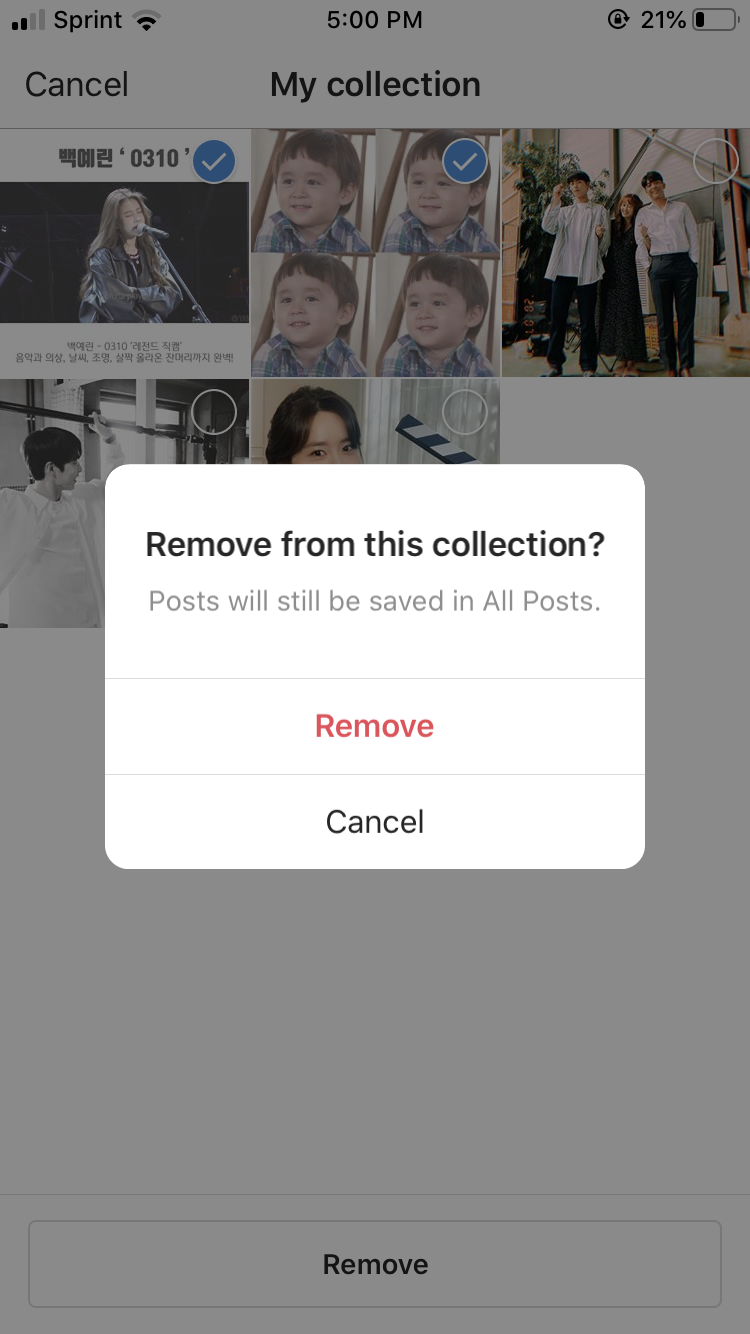 Sprint 5:00 PM 21%
Cancel My collection
백예린 ‘ 0310 ’
백예린 - 0310 '레전드 직캠'
음악과 의상, 날씨, 조명, 살짝 올라온 잔머리까지 완벽!
Remove from this collection?
Posts will still be saved in All Posts.
Remove
Cancel
Remove